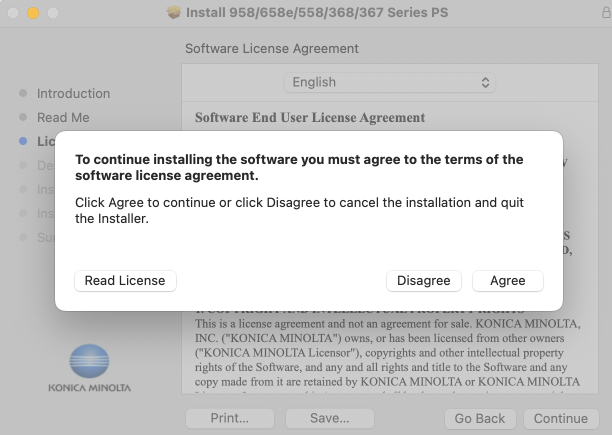 Install 958/658e/558/368/367 Series PS
Software License Agreement
English
Introduction
Read Me
Lic
De
Ins
Ins
Su
Software End User License Agreement
To continue installing the software you must agree to the terms of the
software license agreement.
Click Agree to continue or click Disagree to cancel the installation and quit
the Installer.
Read License
Disagree
Agree
1. COPYRIGHT AND INTELLECTUAL PROPERTY RIGHTS
This is a license agreement and not an agreement for sale. KONICA MINOLTA,
INC. ("KONICA MINOLTA") owns, or has been licensed from other owners
("KONICA MINOLTA Licensor"), copyrights and other intellectual property
rights of the Software, and any and all rights and title to the Software and any
copy made from it are retained by KONICA MINOLTA or KONICA MINOLTA
KONICA MINOLTA
Print...
Save...
Go Back
Continue